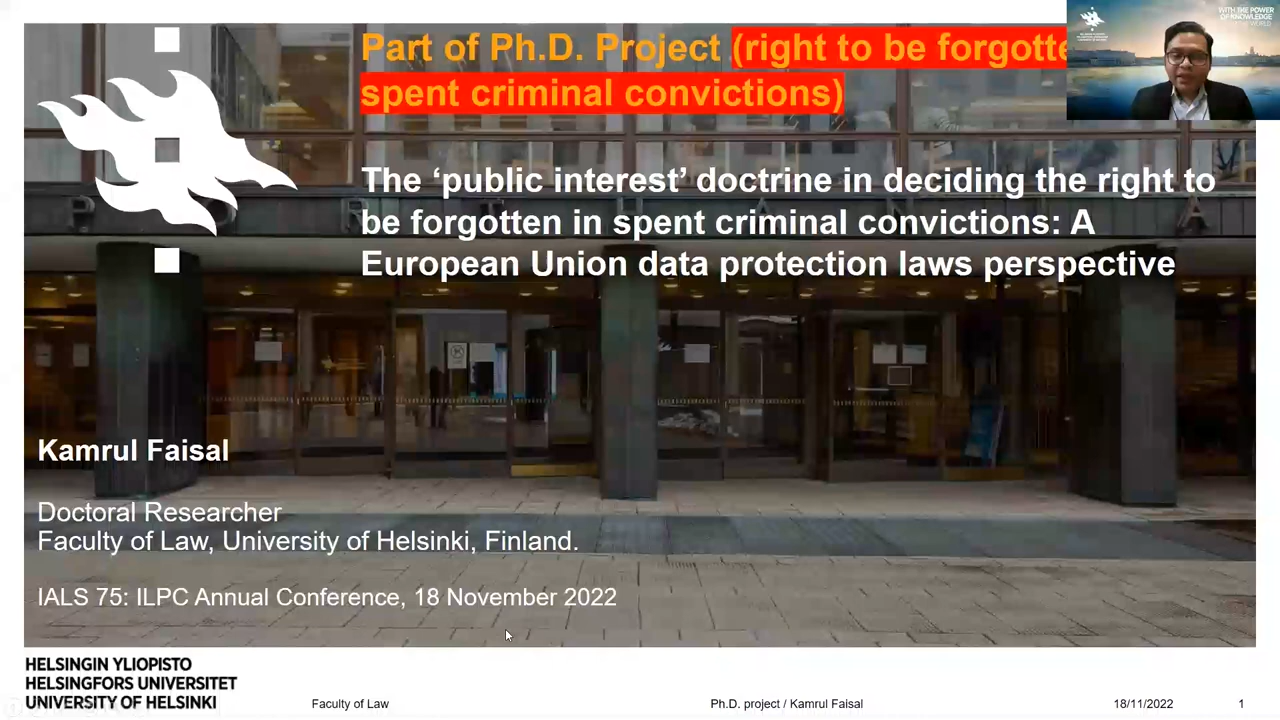 Part of Ph.D. Project (right to be forgotte
spent criminal convictions)
WITH THE POWER
OF KNOWLEDGE
The ‘public interest’ doctrine in deciding the right to
be forgotten in spent criminal convictions: A
European Union data protection laws perspective
Kamrul Faisal
Doctoral Researcher
Faculty of Law, University of Helsinki, Finland.
IALS 75: ILPC Annual Conference, 18 November 2022
HELSINGIN YLIOPISTO
HELSINGFORS UNIVERSITET
UNIVERSITY OF HELSINKI
Faculty of Law
Ph.D. project / Kamrul Faisal
18/11/2022
1